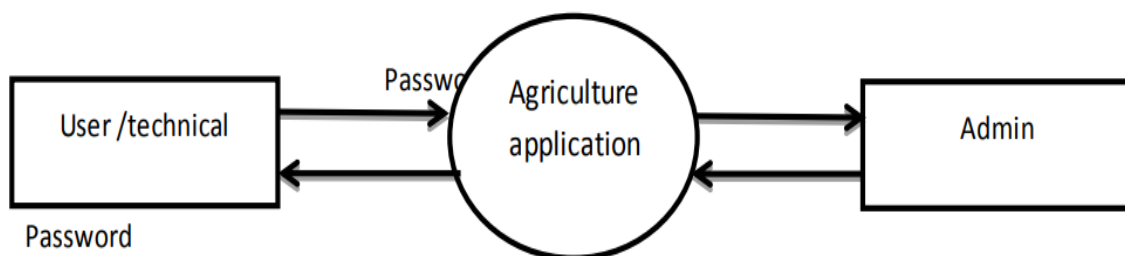 User /technical
Passwo
Agriculture
application
Admin
Password